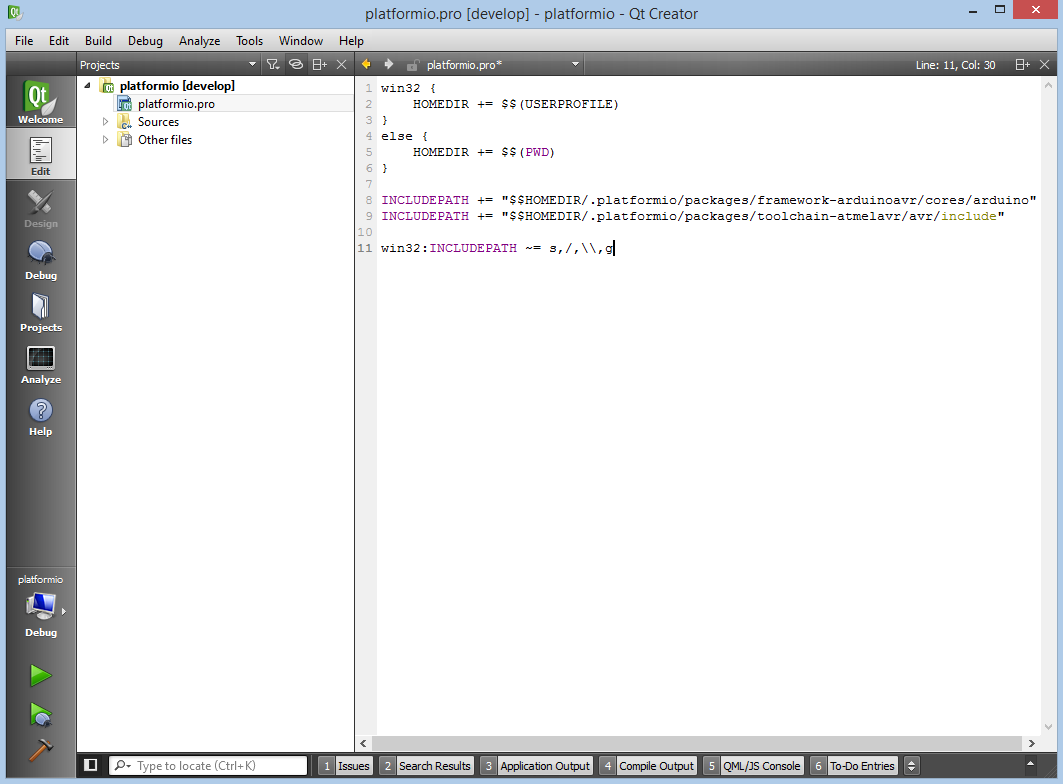 platformio.pro [develop] - platformio - Qt Creator
File Edit Build Debug Analyze Tools Window Help
Projects platformio.pro* Line: 11, Col: 30
Qt
Welcome
Edit
Design
Debug
Projects
Analyze
Help
platformio
Debug
platformio [develop]
platformio.pro
Sources
Other files
1 win32 {
2     HOMEDIR += $$(USERPROFILE)
3 }
4 else {
5     HOMEDIR += $$(PWD)
6 }
7
8 INCLUDEPATH += "$$HOMEDIR/.platformio/packages/framework-arduinoavr/cores/arduino"
9 INCLUDEPATH += "$$HOMEDIR/.platformio/packages/toolchain-atmelavr/avr/include"
10
11 win32:INCLUDEPATH ~= s,/,\\,g
Type to locate (Ctrl+K) 1 Issues 2 Search Results 3 Application Output 4 Compile Output 5 QML/JS Console 6 To-Do Entries